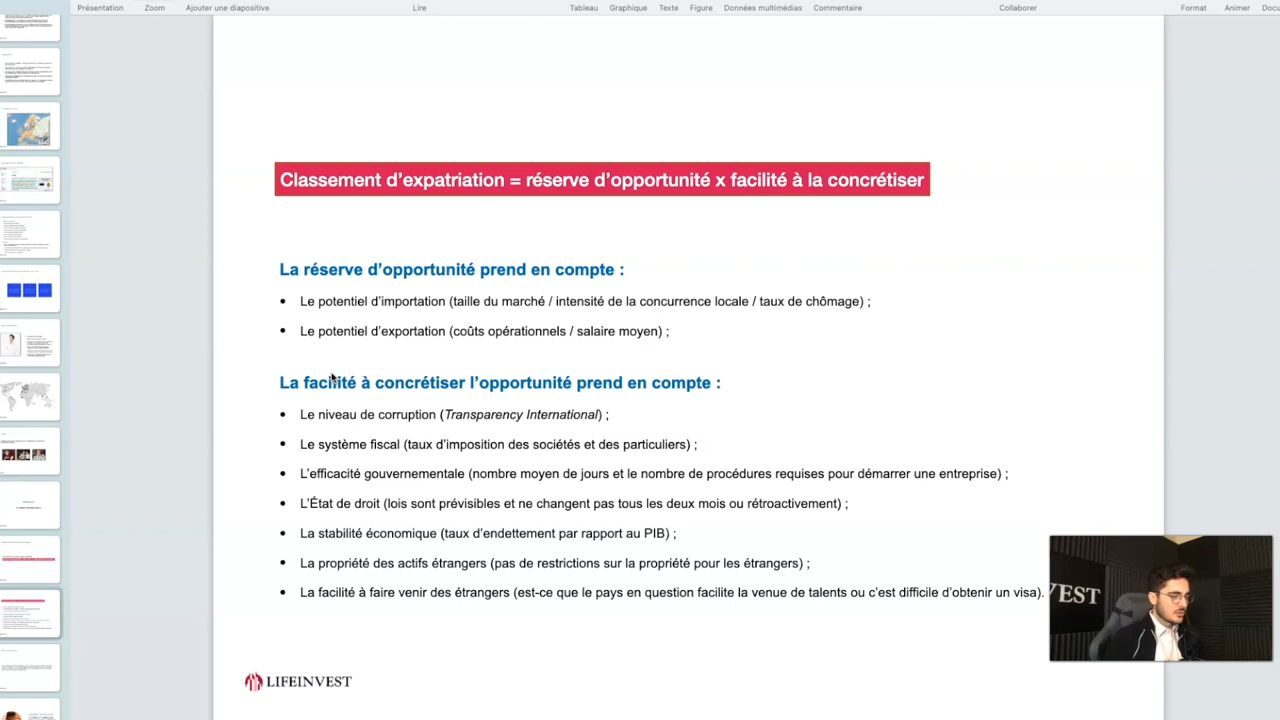 Présentation Zoom Ajouter une diapositive Lire Tableau Graphique Texte Figure Données multimédias Commentaire Collaborer Format Animer Docu
Classement d'expatriation = réserve d'opportunité x facilité à la concrétiser
La réserve d'opportunité prend en compte :
• Le potentiel d'importation (taille du marché / intensité de la concurrence locale / taux de chômage) ;
• Le potentiel d'exportation (coûts opérationnels / salaire moyen) ;
La facilité à concrétiser l'opportunité prend en compte :
• Le niveau de corruption (Transparency International) ;
• Le système fiscal (taux d'imposition des sociétés et des particuliers) ;
• L'efficacité gouvernementale (nombre moyen de jours et le nombre de procédures requises pour démarrer une entreprise) ;
• L'État de droit (lois sont prévisibles et ne changent pas tous les deux mois ou rétroactivement) ;
• La stabilité économique (taux d'endettement par rapport au PIB) ;
• La propriété des actifs étrangers (pas de restrictions sur la propriété pour les étrangers) ;
• La facilité à faire venir des étrangers (est-ce que le pays en question facilite la venue de talents ou c'est difficile d'obtenir un visa).
VEST
LIFEINVEST